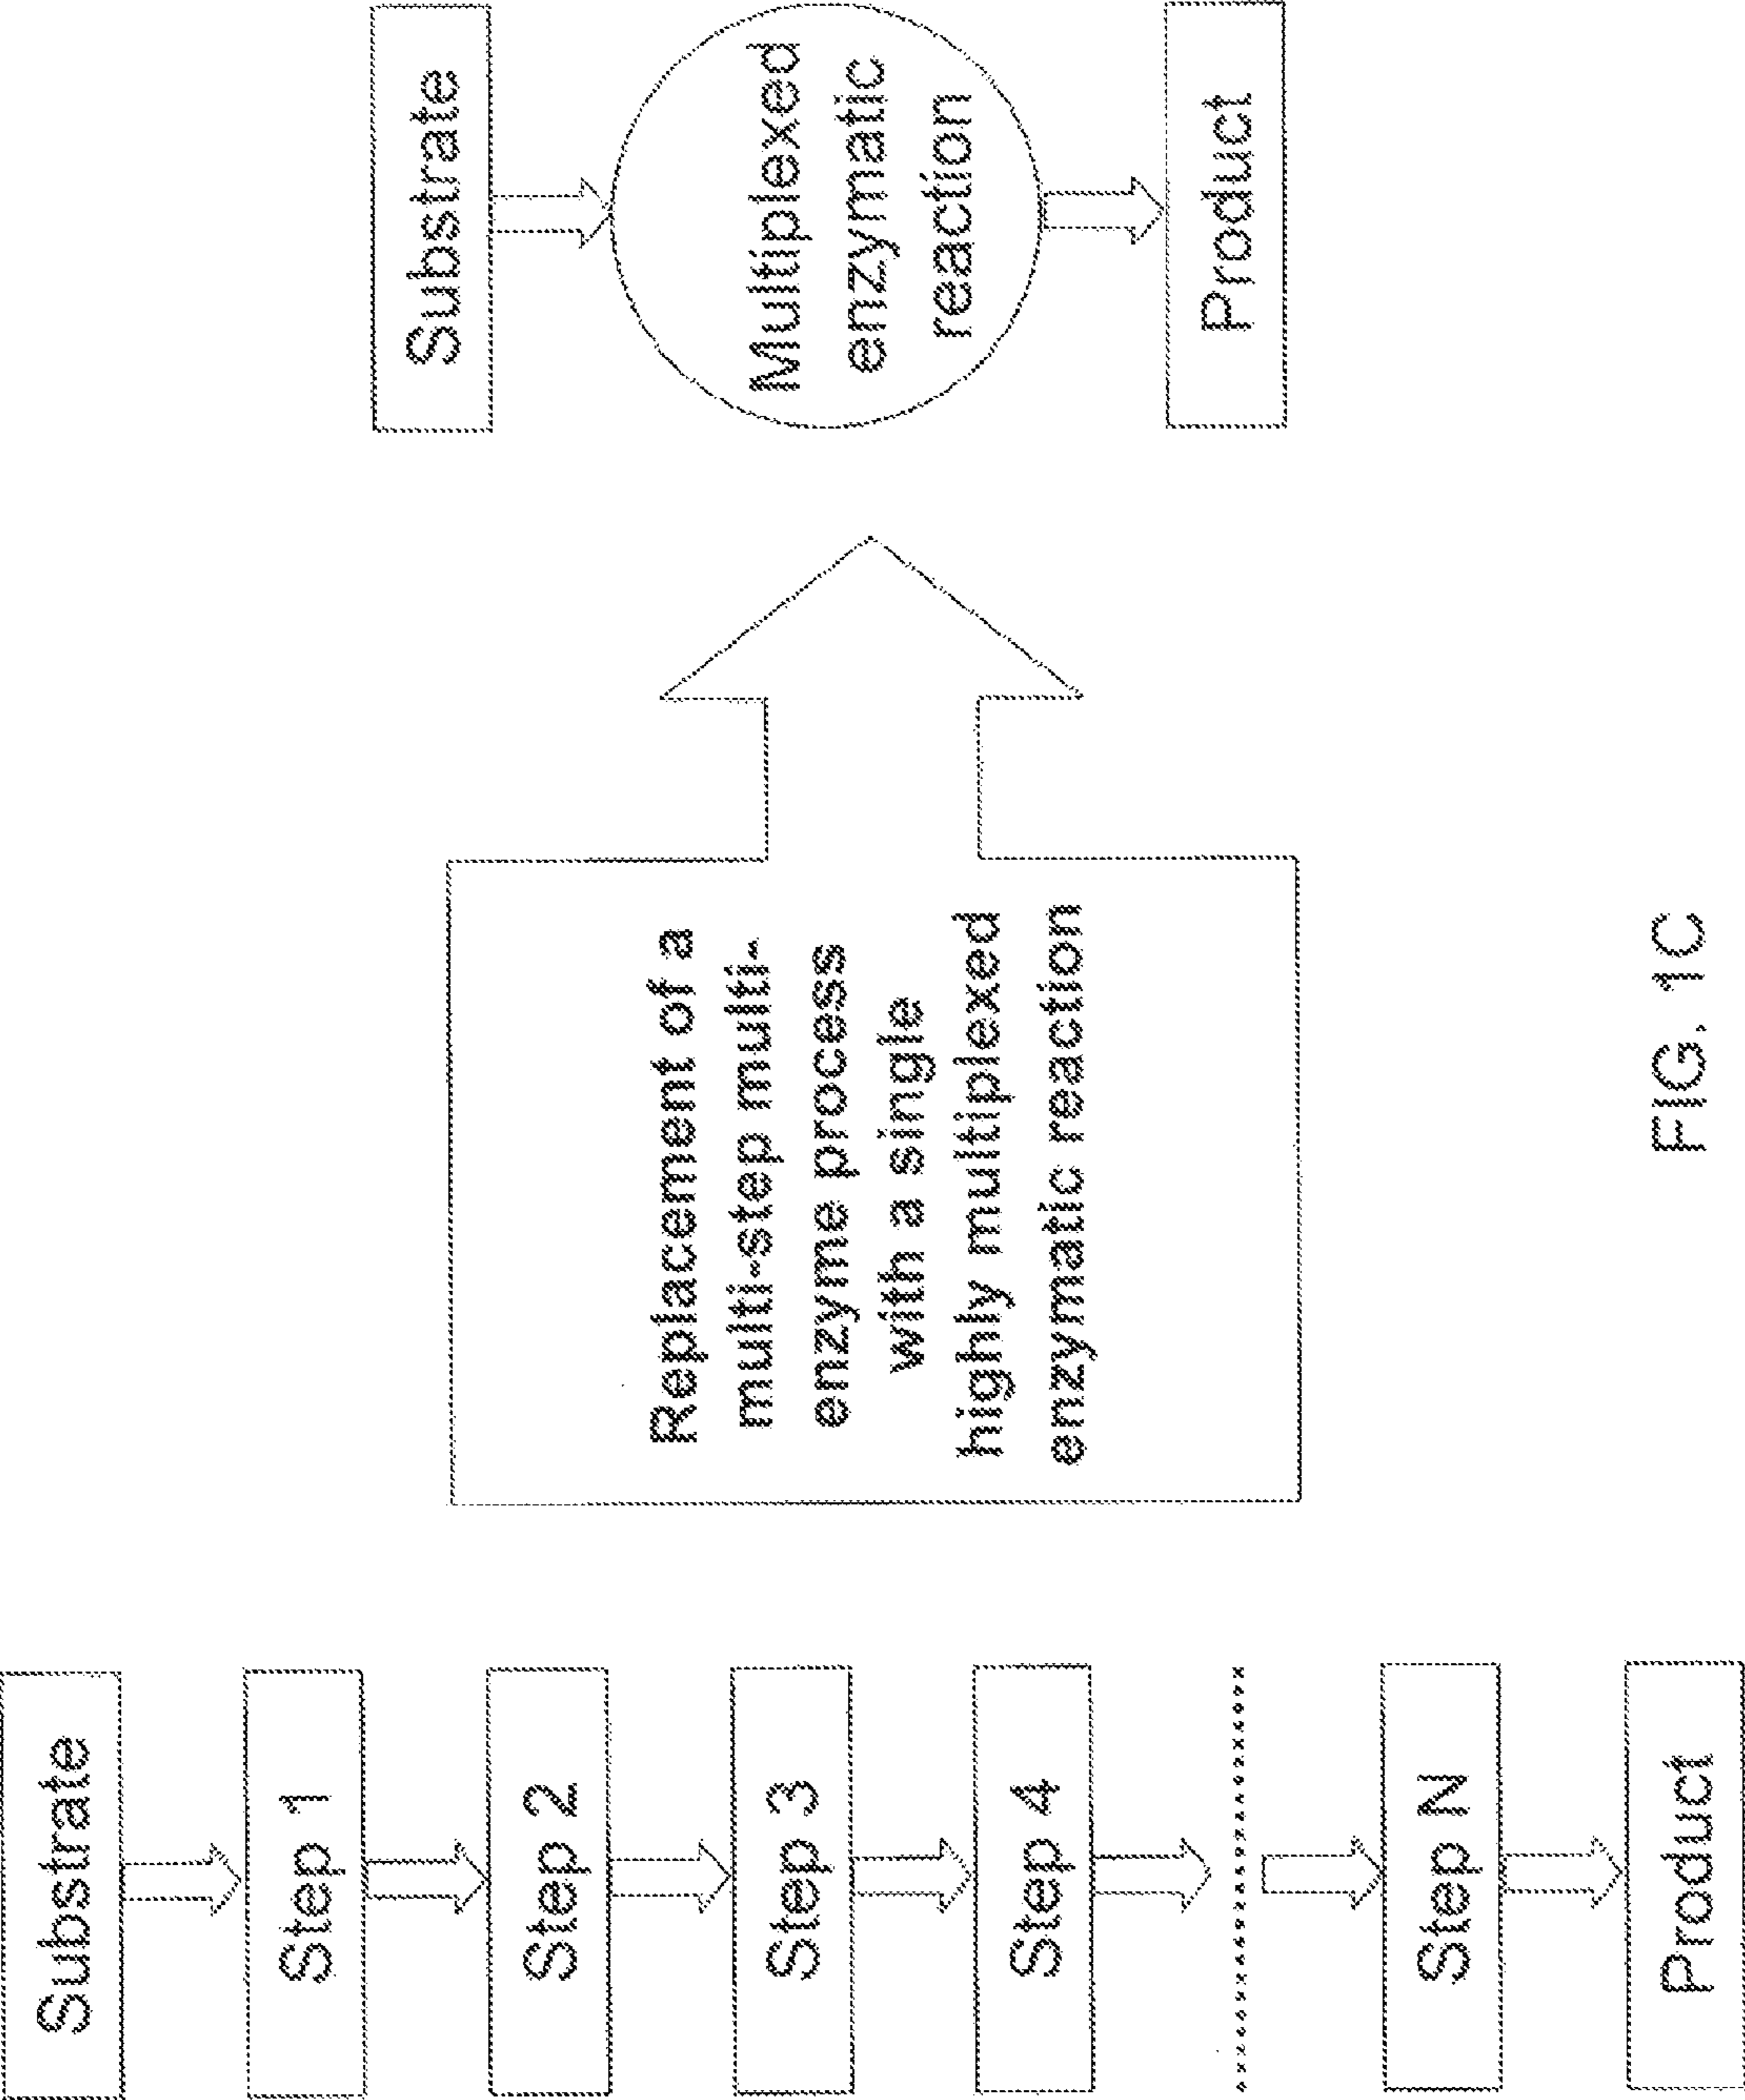 Substrate
Step 1
Step 2
Step 3
Step 4
Step N
Product
Replacement of a
multi-step multi-
enzyme process
with a single
highly multiplexed
enzymatic reaction
Substrate
Multiplexed
enzymatic
reaction
Product
FIG. 1C